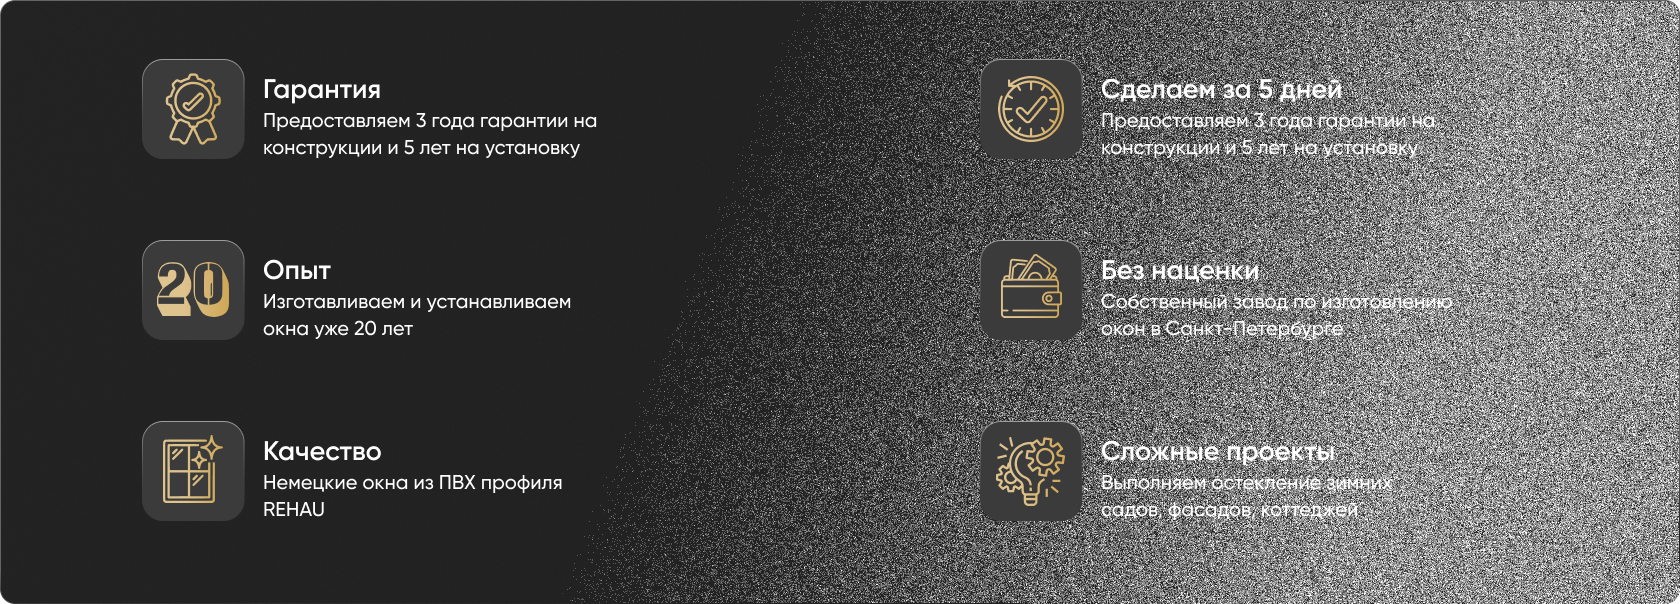 Гарантия
Предоставляем 3 года гарантии на
конструкции и 5 лет на установку
Сделаем за 5 дней
Предоставляем 3 года гарантии на
конструкции и 5 лет на установку
20
Опыт
Изготавливаем и устанавливаем
окна уже 20 лет
Без наценки
Собственный завод по изготовлению
окон в Санкт-Петербурге
Качество
Немецкие окна из ПВХ профиля
REHAU
Сложные проекты
Выполняем остекление зимних
садов, фасадов, коттеджей